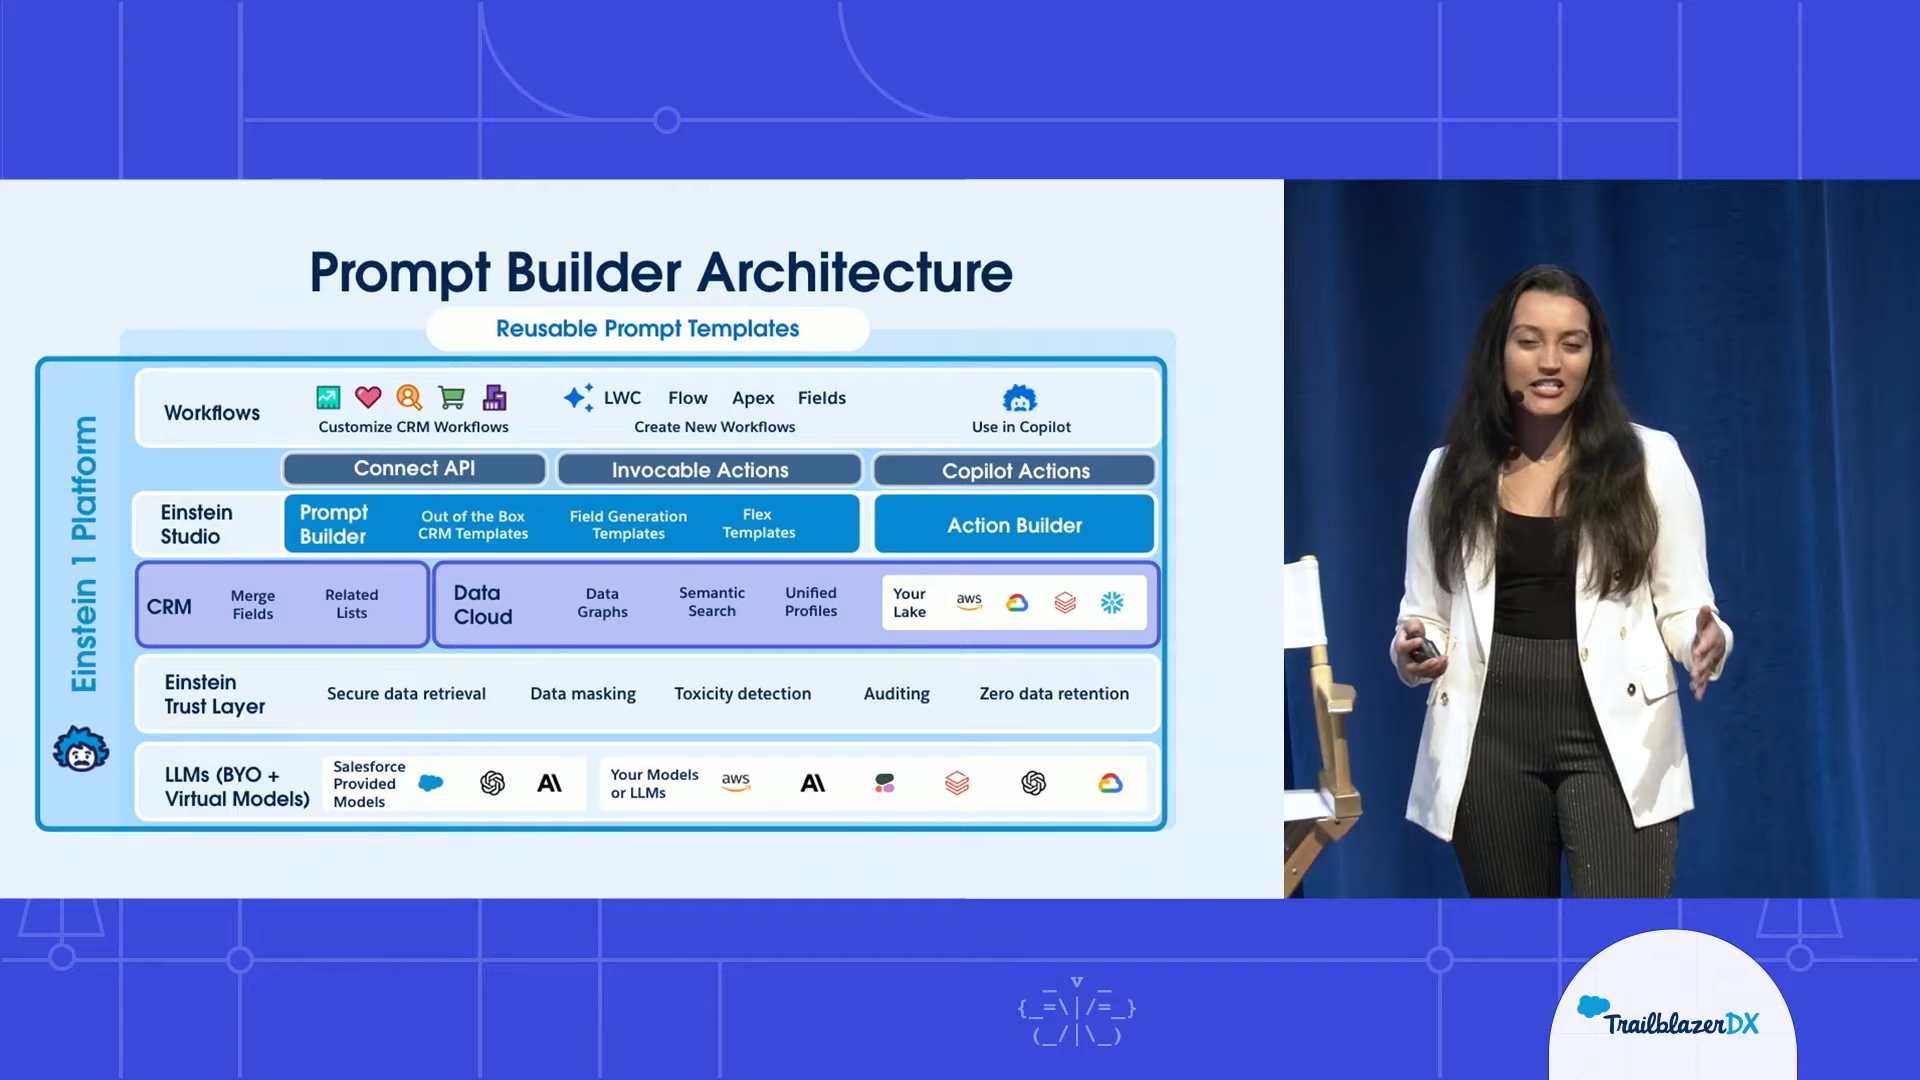 Prompt Builder Architecture
Reusable Prompt Templates
Einstein 1 Platform
Workflows
Customize CRM Workflows
LWC Flow Apex Fields
Create New Workflows
Use in Copilot
Connect API
Invocable Actions
Copilot Actions
Einstein
Studio
Prompt
Builder
Out of the Box
CRM Templates
Field Generation
Templates
Flex
Templates
Action Builder
CRM
Merge
Fields
Related
Lists
Data
Cloud
Data
Graphs
Semantic
Search
Unified
Profiles
Your
Lake
aws
Einstein
Trust Layer
Secure data retrieval
Data masking
Toxicity detection
Auditing
Zero data retention
LLMs (BYO +
Virtual Models)
Salesforce
Provided
Models
AI
Your Models
or LLMs
aws
AI
_ v _
{_=\|/=_}
(_/|\_)
TrailblazerDX